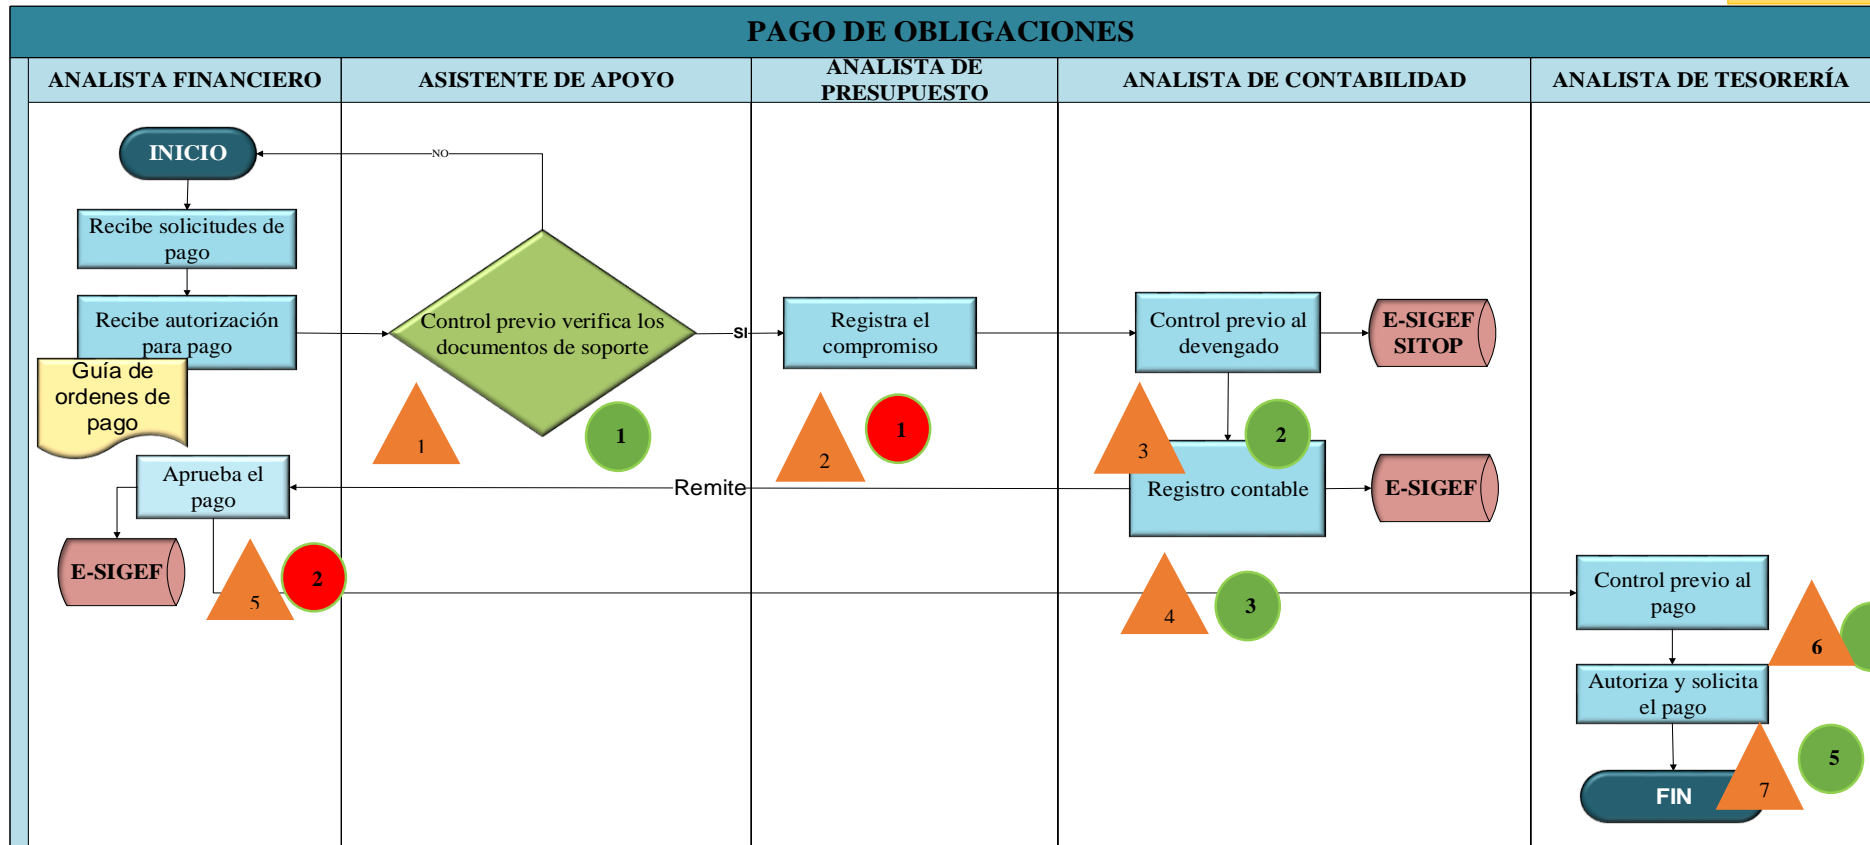 PAGO DE OBLIGACIONES
ANALISTA FINANCIERO
ASISTENTE DE APOYO
ANALISTA DE
PRESUPUESTO
ANALISTA DE CONTABILIDAD
ANALISTA DE TESORERÍA
INICIO
NO
Recibe solicitudes de
pago
Recibe autorización
para pago
Guía de
ordenes de
pago
Control previo verifica los
documentos de soporte
SI
Registra el
compromiso
Control previo al
devengado
E-SIGEF
SITOP
1
1
2
1
3
2
Registro contable
E-SIGEF
Remite
Aprueba el
pago
E-SIGEF
5
2
4
3
Control previo al
pago
6
Autoriza y solicita
el pago
5
7
FIN